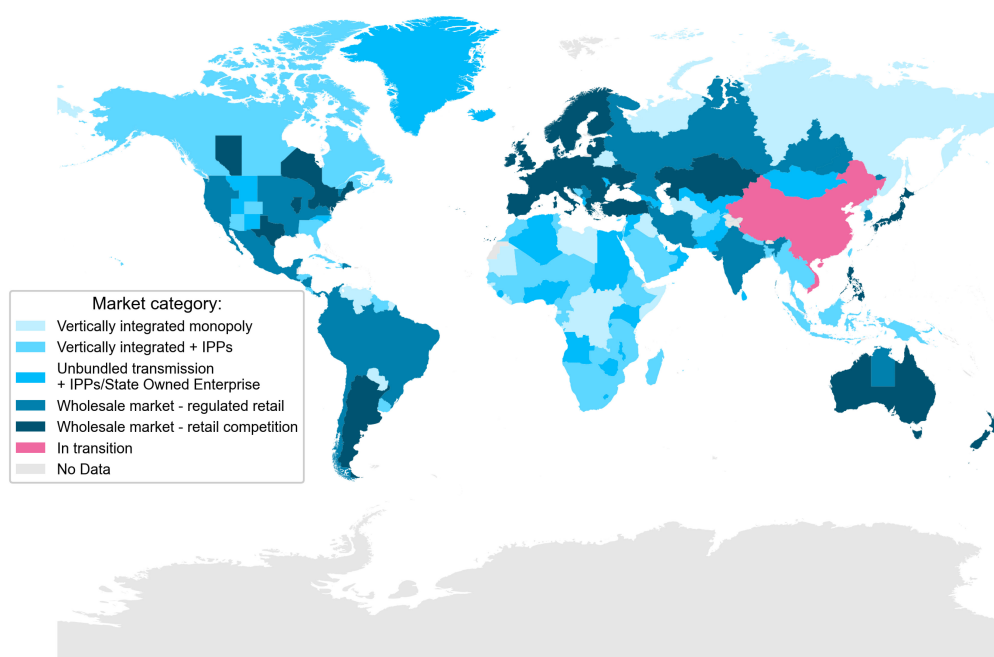 Market category:
Vertically integrated monopoly
Vertically integrated + IPPs
Unbundled transmission
+ IPPs/State Owned Enterprise
Wholesale market - regulated retail
Wholesale market - retail competition
In transition
No Data